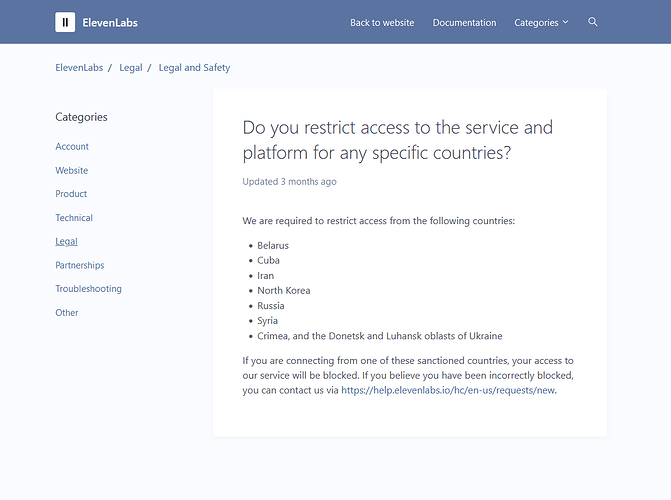 ElevenLabs
Back to website
Documentation
Categories
ElevenLabs / Legal / Legal and Safety
Categories
Account
Website
Product
Technical
Legal
Partnerships
Troubleshooting
Other
Do you restrict access to the service and
platform for any specific countries?
Updated 3 months ago
We are required to restrict access from the following countries:
• Belarus
• Cuba
• Iran
• North Korea
• Russia
• Syria
• Crimea, and the Donetsk and Luhansk oblasts of Ukraine
If you are connecting from one of these sanctioned countries, your access to
our service will be blocked. If you believe you have been incorrectly blocked,
you can contact us via https://help.elevenlabs.io/hc/en-us/requests/new.